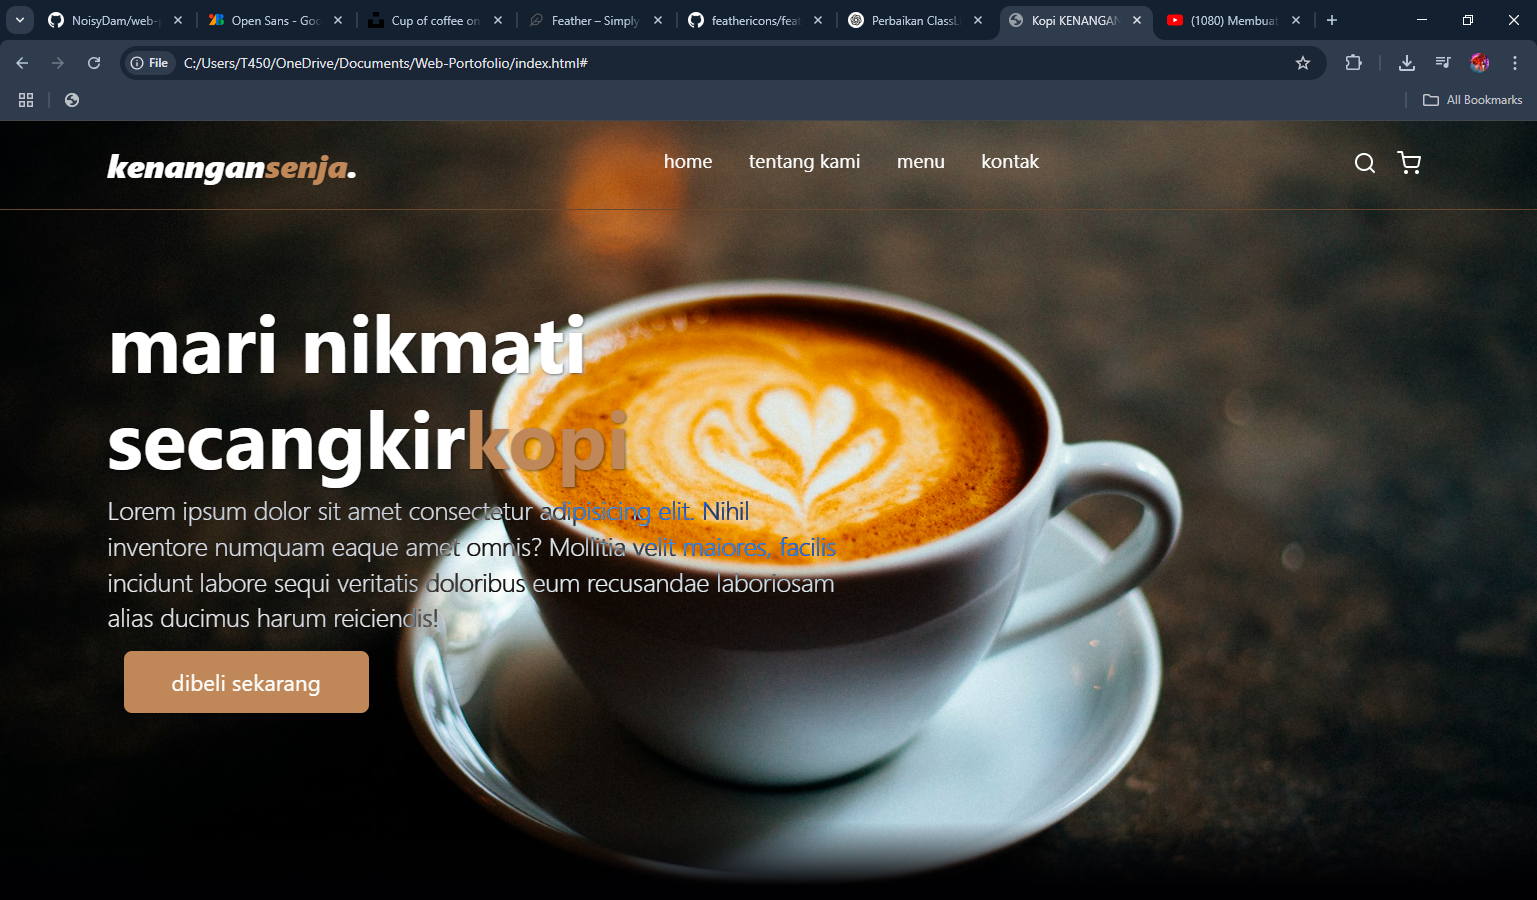 NoisyDam/web-
Open Sans - Goo
Cup of coffee on
Feather – Simply
feathericons/feat
Perbaikan ClassL
Kopi KENANGAN
(1080) Membuat
File
C:/Users/T450/OneDrive/Documents/Web-Portofolio/index.html#
All Bookmarks
kenangansenja.
home
tentang kami
menu
kontak
mari nikmati
secangkirkopi
Lorem ipsum dolor sit amet consectetur adipisicing elit. Nihil
inventore numquam eaque amet omnis? Mollitia velit maiores, facilis
incidunt labore sequi veritatis doloribus eum recusandae laboriosam
alias ducimus harum reiciendis!
dibeli sekarang